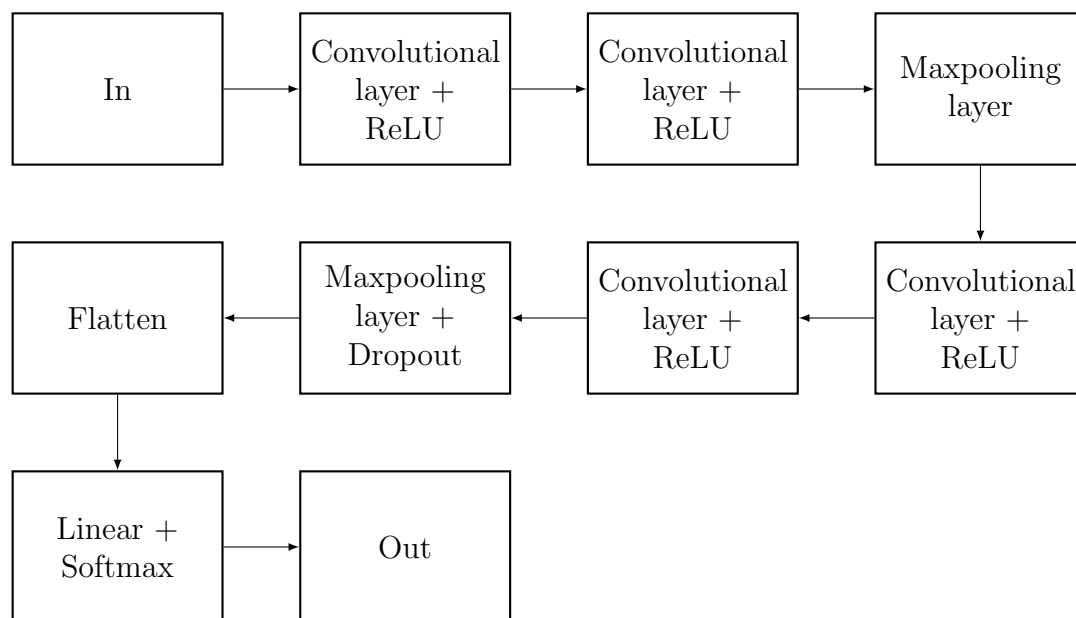 In
Convolutional
layer +
ReLU
Convolutional
layer +
ReLU
Maxpooling
layer
Flatten
Maxpooling
layer +
Dropout
Convolutional
layer +
ReLU
Convolutional
layer +
ReLU
Linear +
Softmax
Out